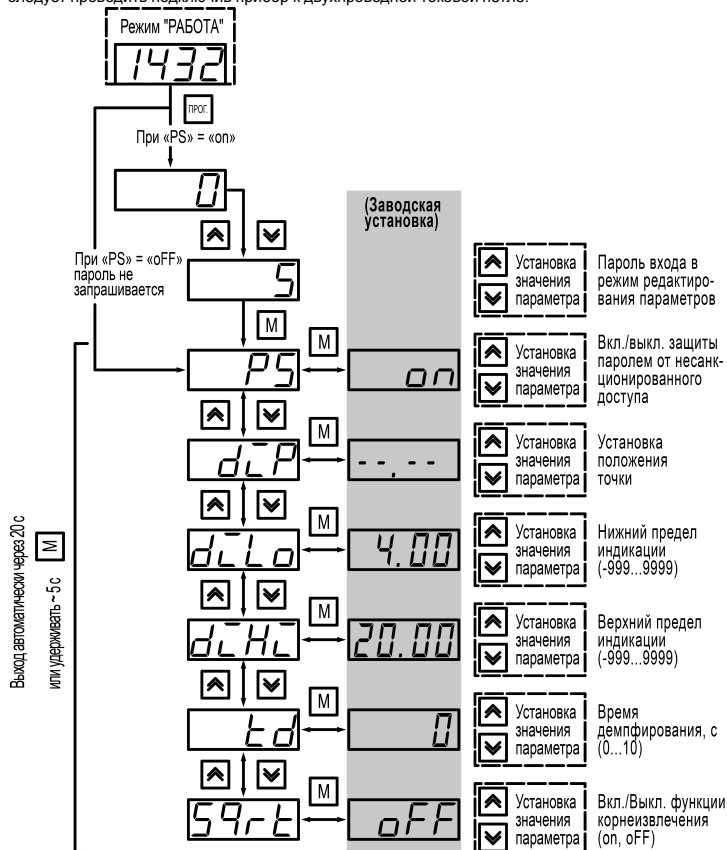 следует проводить подключив прибор к двухпроводной токовой петле.
Режим "РАБОТА"
1432
ПРОГ.
При «PS» = «on»
0
(Заводская
установка)
При «PS» = «oFF»
пароль не
запрашивается
5
Установка
значения
параметра
Пароль входа в
режим редактиро-
вания параметров
M
M
PS
on
Установка
значения
параметра
Вкл./выкл. защиты
паролем от несанк-
ционированного
доступа
M
diP
--.--
Установка
значения
параметра
Установка
положения
точки
M
diLo
4.00
Установка
значения
параметра
Нижний предел
индикации
(-999...9999)
M
diHi
20.00
Установка
значения
параметра
Верхний предел
индикации
(-999...9999)
M
td
0
Установка
значения
параметра
Время
демпфирования, с
(0...10)
M
Sqrt
oFF
Установка
значения
параметра
Вкл./Выкл. функции
корнеизвлечения
(on, oFF)
Выход автоматически через 20 с
M
или удерживать ~ 5 с